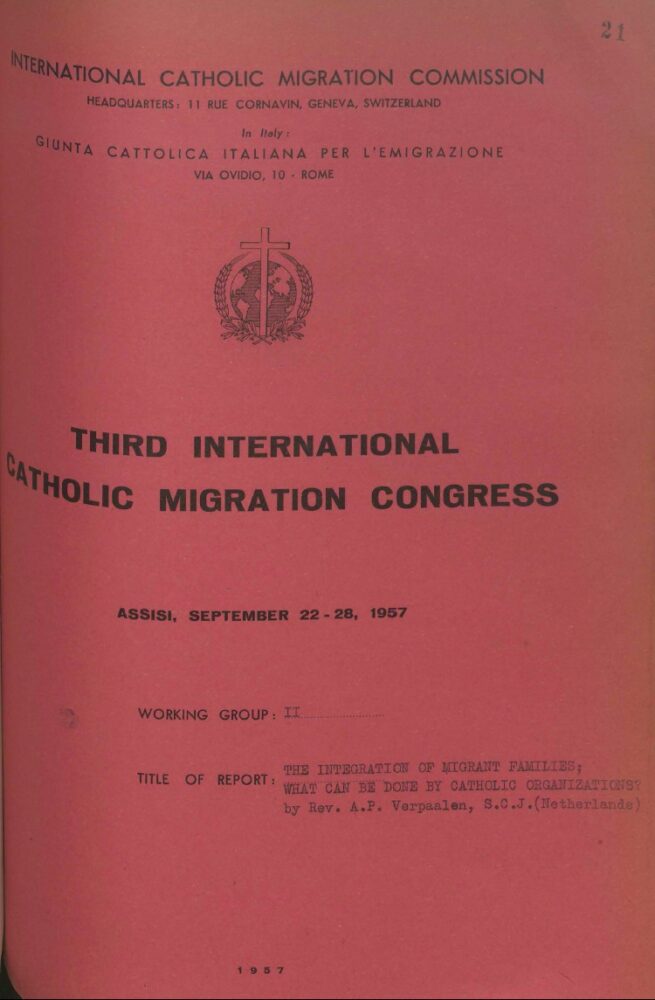 21
INTERNATIONAL CATHOLIC MIGRATION COMMISSION
HEADQUARTERS: 11 RUE CORNAVIN, GENEVA, SWITZERLAND
In Italy:
GIUNTA CATTOLICA ITALIANA PER L'EMIGRAZIONE
VIA OVIDIO, 10 - ROME
THIRD INTERNATIONAL
CATHOLIC MIGRATION CONGRESS
ASSISI, SEPTEMBER 22-28, 1957
WORKING GROUP: II
TITLE OF REPORT: THE INTEGRATION OF MIGRANT FAMILIES;
WHAT CAN BE DONE BY CATHOLIC ORGANIZATIONS?
by Rev. A.P. Verpaalen, S.C.J.(Netherlands)
1957